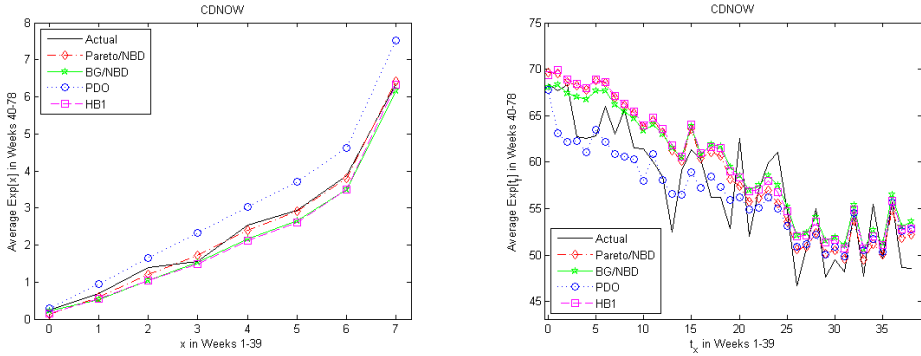 CDNOW
Average Exp[x] in Weeks 40-78
8
7
6
5
4
3
2
1
0
Actual
Pareto/NBD
BG/NBD
PDO
HB1
0 1 2 3 4 5 6 7
x in Weeks 1-39
CDNOW
Average Exp[t_x] in Weeks 40-78
75
70
65
60
55
50
45
Actual
Pareto/NBD
BG/NBD
PDO
HB1
0 5 10 15 20 25 30 35
t_x in Weeks 1-39